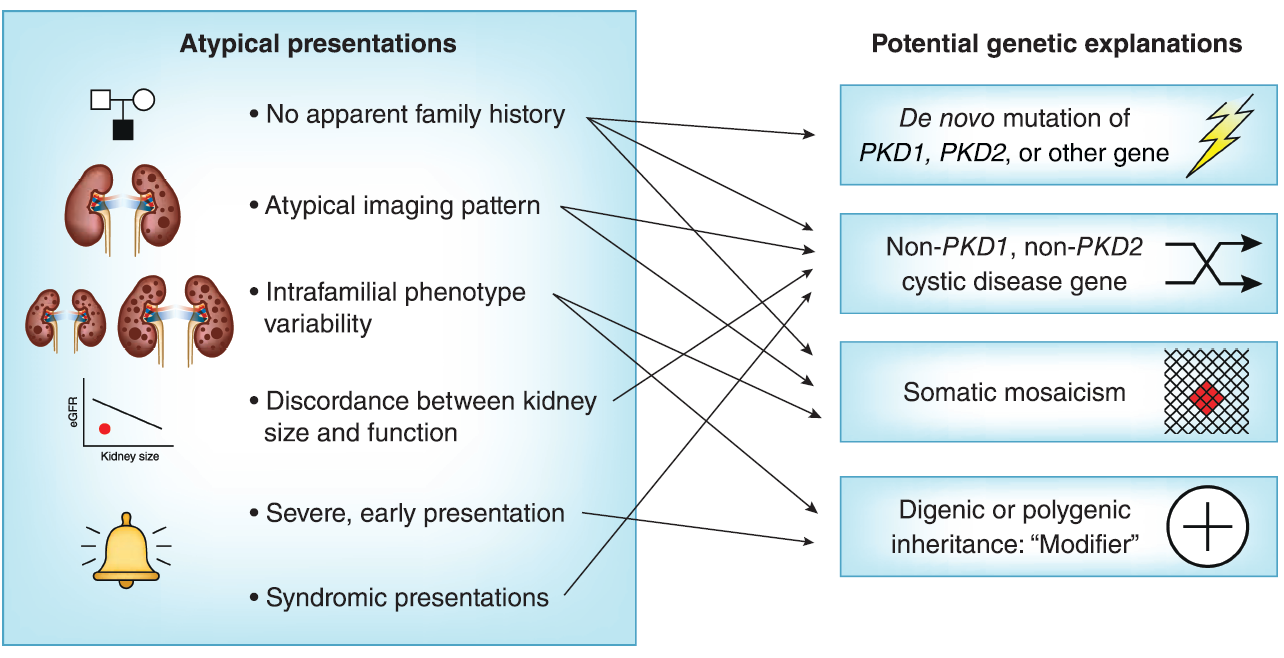 Atypical presentations
• No apparent family history
• Atypical imaging pattern
• Intrafamilial phenotype
variability
eGFR
Kidney size
• Discordance between kidney
size and function
• Severe, early presentation
• Syndromic presentations
Potential genetic explanations
De novo mutation of
PKD1, PKD2, or other gene
Non-PKD1, non-PKD2
cystic disease gene
Somatic mosaicism
Digenic or polygenic
inheritance: “Modifier”